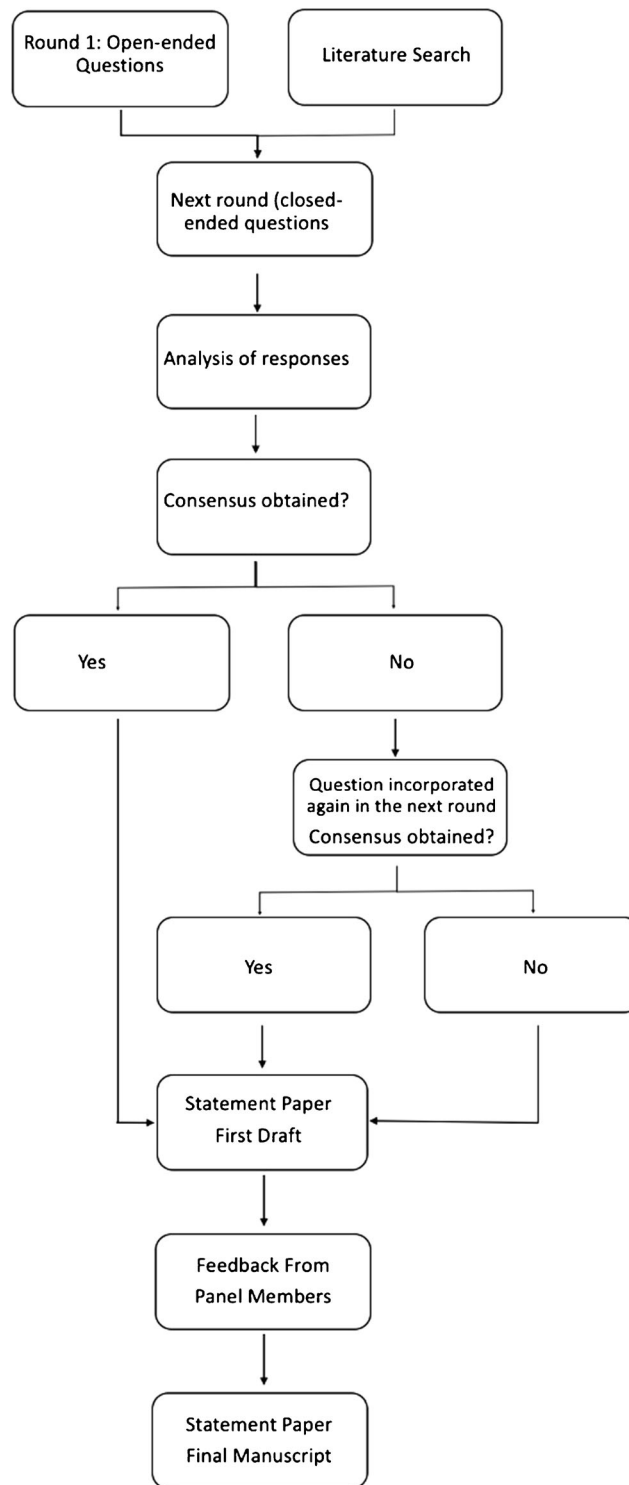 Round 1: Open-ended
Questions
Literature Search
Next round (closed-
ended questions
Analysis of responses
Consensus obtained?
Yes
No
Question incorporated
again in the next round
Consensus obtained?
Yes
No
Statement Paper
First Draft
Feedback From
Panel Members
Statement Paper
Final Manuscript